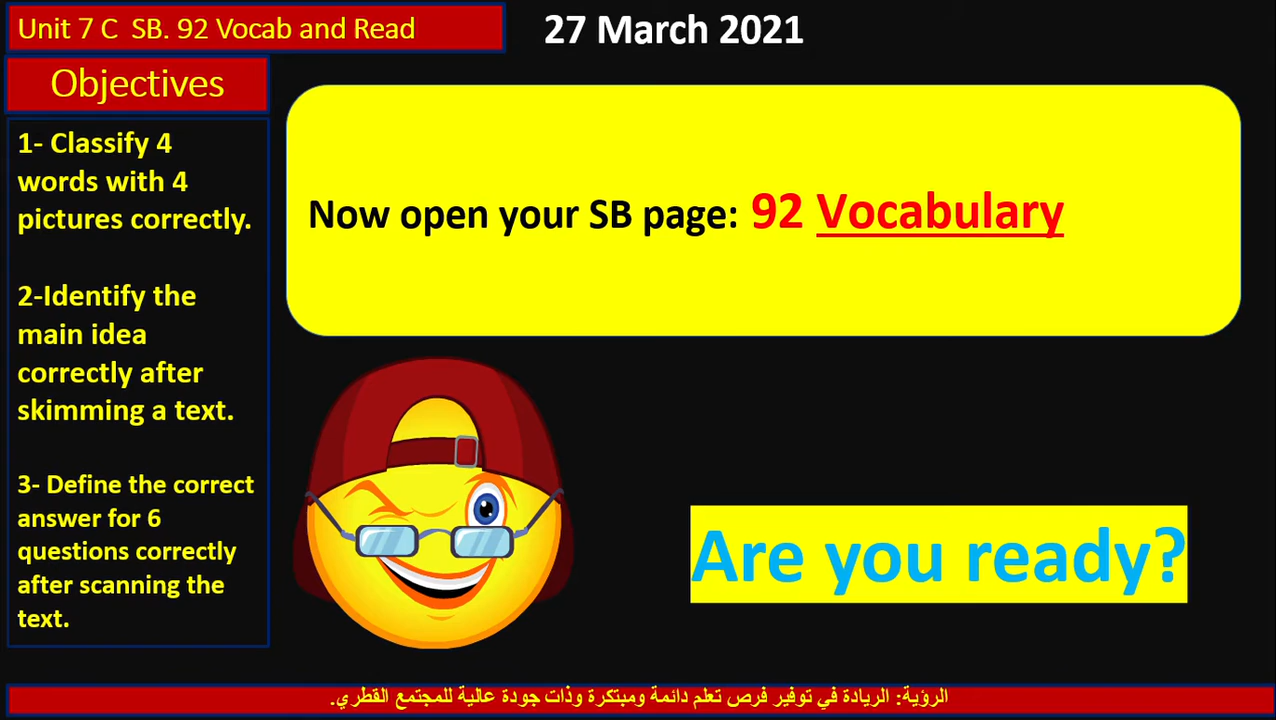 Unit 7 C  SB. 92 Vocab and Read
27 March 2021
Objectives
1- Classify 4
words with 4
pictures correctly.
2-Identify the
main idea
correctly after
skimming a text.
3- Define the correct
answer for 6
questions correctly
after scanning the
text.
Now open your SB page: 92 Vocabulary
Are you ready?
الرؤية: الريادة في توفير فرص تعلم دائمة ومبتكرة وذات جودة عالية للمجتمع القطري.